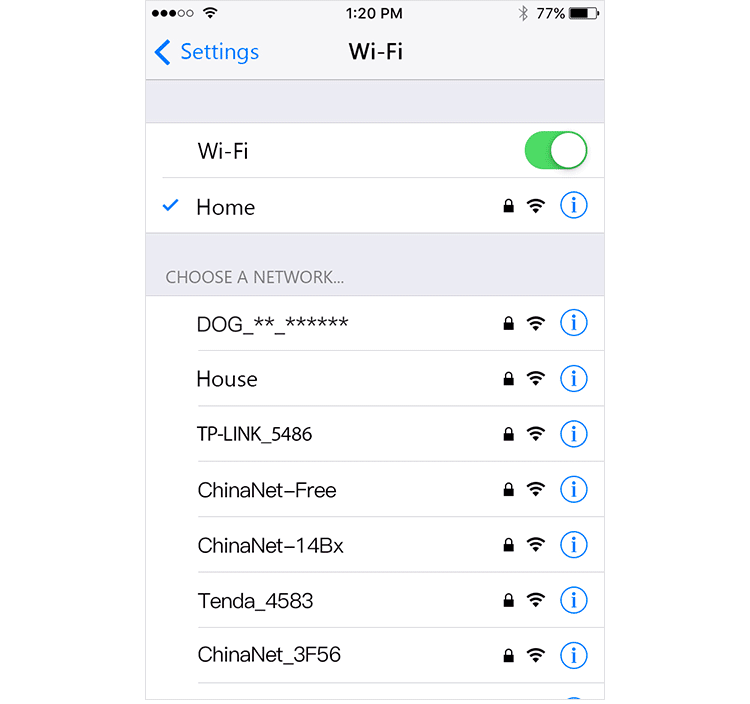 1:20 PM 77%
Settings Wi-Fi
Wi-Fi
Home
CHOOSE A NETWORK...
DOG_**_******
House
TP-LINK_5486
ChinaNet-Free
ChinaNet-14Bx
Tenda_4583
ChinaNet_3F56